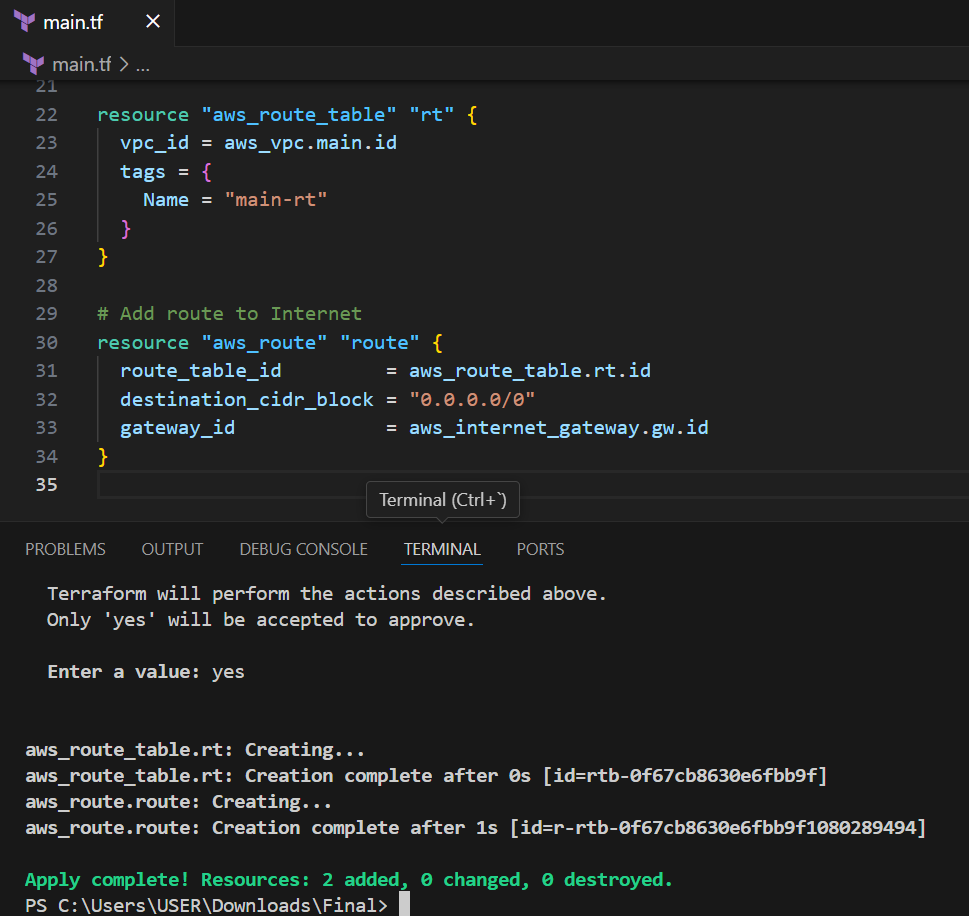 main.tf
main.tf > ...
21
22 resource "aws_route_table" "rt" {
23 vpc_id = aws_vpc.main.id
24 tags = {
25 Name = "main-rt"
26 }
27 }
28
29 # Add route to Internet
30 resource "aws_route" "route" {
31 route_table_id = aws_route_table.rt.id
32 destination_cidr_block = "0.0.0.0/0"
33 gateway_id = aws_internet_gateway.gw.id
34 }
35
Terminal (Ctrl+`)
PROBLEMS OUTPUT DEBUG CONSOLE TERMINAL PORTS
Terraform will perform the actions described above.
Only 'yes' will be accepted to approve.
Enter a value: yes
aws_route_table.rt: Creating...
aws_route_table.rt: Creation complete after 0s [id=rtb-0f67cb8630e6fbb9f]
aws_route.route: Creating...
aws_route.route: Creation complete after 1s [id=r-rtb-0f67cb8630e6fbb9f1080289494]
Apply complete! Resources: 2 added, 0 changed, 0 destroyed.
PS C:\Users\USER\Downloads\Final>